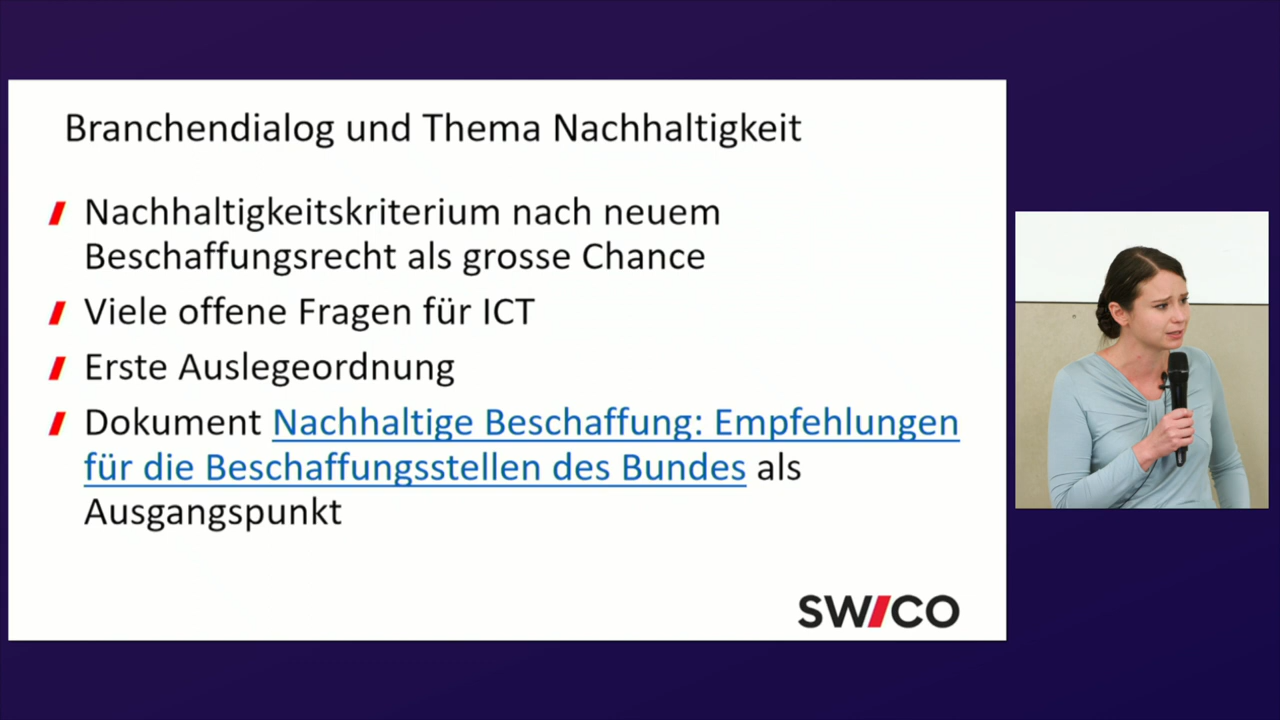 Branchendialog und Thema Nachhaltigkeit
Nachhaltigkeitskriterium nach neuem
Beschaffungsrecht als grosse Chance
Viele offene Fragen für ICT
Erste Auslegeordnung
Dokument Nachhaltige Beschaffung: Empfehlungen
für die Beschaffungsstellen des Bundes als
Ausgangspunkt
SWICO